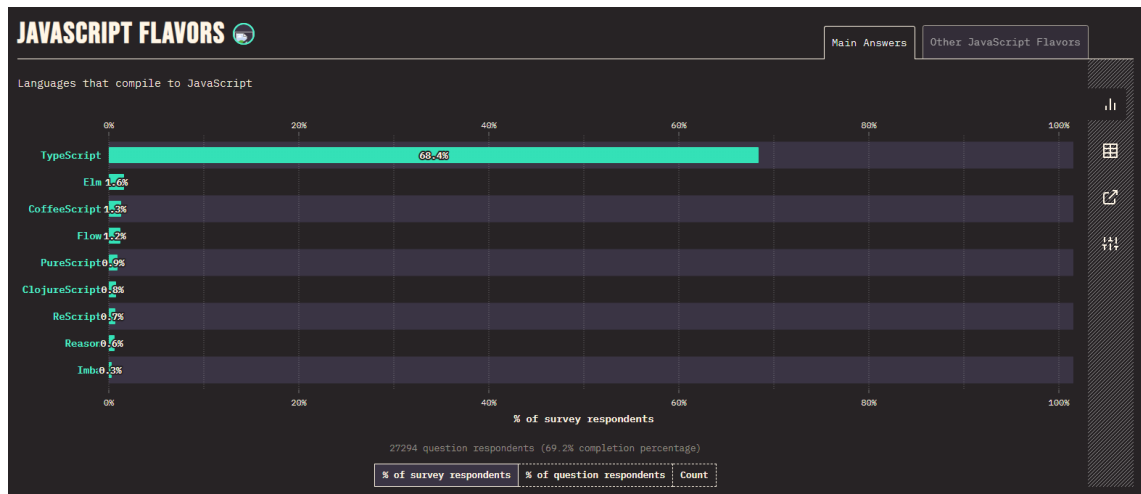 JAVASCRIPT FLAVORS
Main Answers
Other JavaScript Flavors
Languages that compile to JavaScript
0% 20% 40% 60% 80% 100%
TypeScript 68.4%
Elm 1.6%
CoffeeScript 1.3%
Flow 1.2%
PureScript 0.9%
ClojureScript 0.8%
ReScript 0.7%
Reason 0.6%
Imba 0.3%
0% 20% 40% 60% 80% 100%
% of survey respondents
27294 question respondents (69.2% completion percentage)
% of survey respondents % of question respondents Count